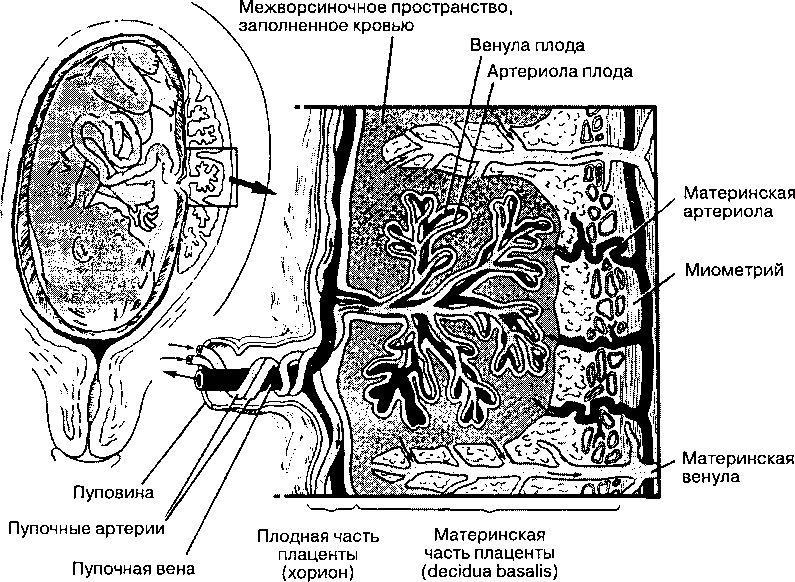 Межворсиночное пространство,
заполненное кровью
Венула плода
Артериола плода
Материнская
артериола
Миометрий
Материнская
венула
Пуповина
Пупочные артерии
Пупочная вена
Плодная часть
плаценты
(хорион)
Материнская
часть плаценты
(decidua basalis)